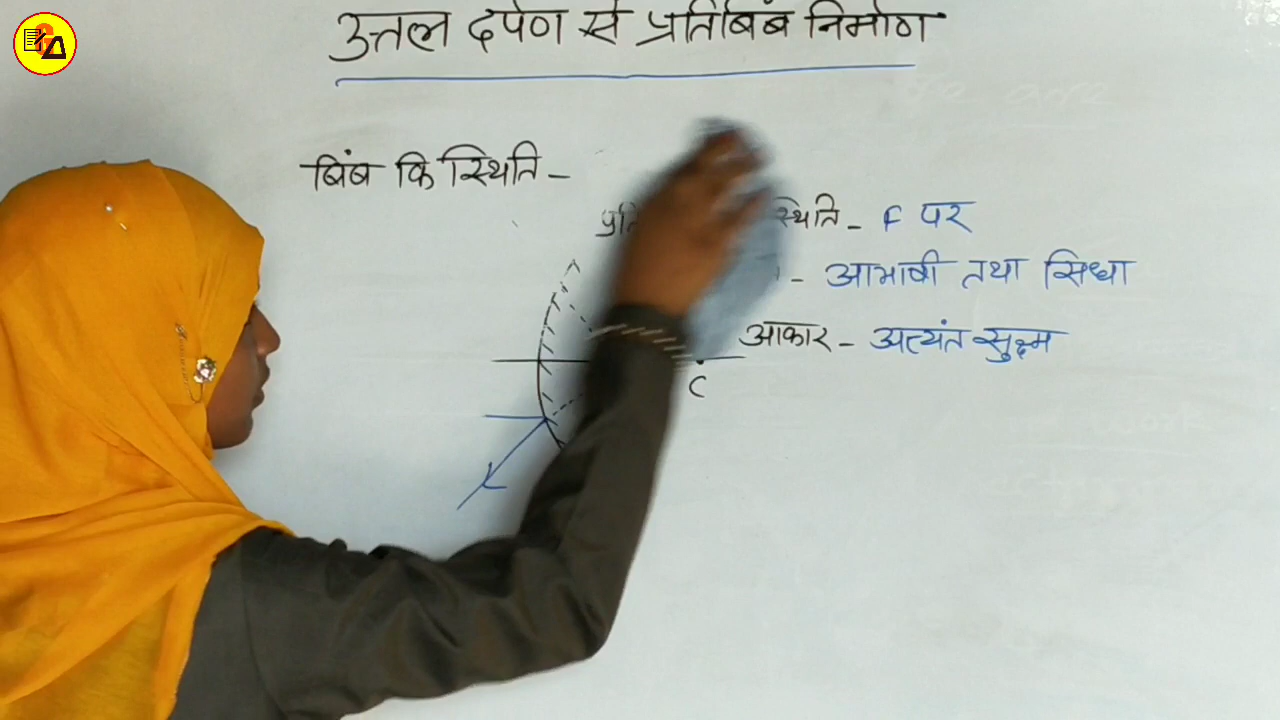 उत्तल दर्पण से प्रतिबिंब निर्माण
बिंब कि स्थिति -
स्थिति - F पर
- आभाषी तथा सिधा
आकार - अत्यंत सुक्ष्म
C